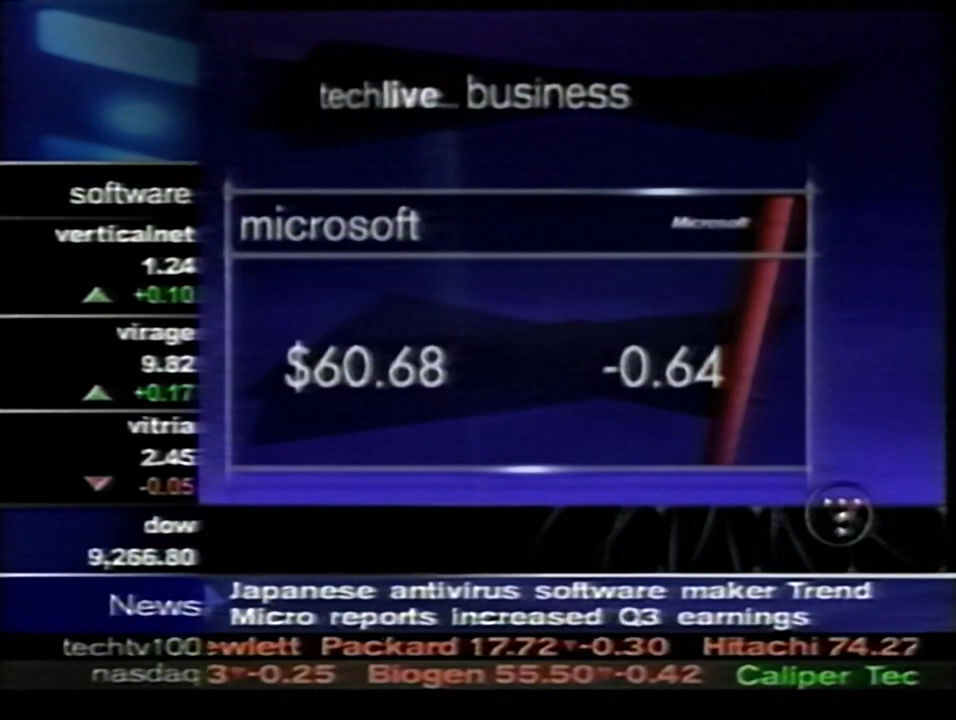 techlive business
software
verticalnet
1.24
+0.10
virage
9.82
+0.17
vitria
2.45
-0.05
dow
9,266.80
microsoft
Microsoft
$60.68 -0.64
News
Japanese antivirus software maker Trend
Micro reports increased Q3 earnings
techtv100 ewlett Packard 17.72 -0.30 Hitachi 74.27
nasdaq 3 -0.25 Biogen 55.50 -0.42 Caliper Tec